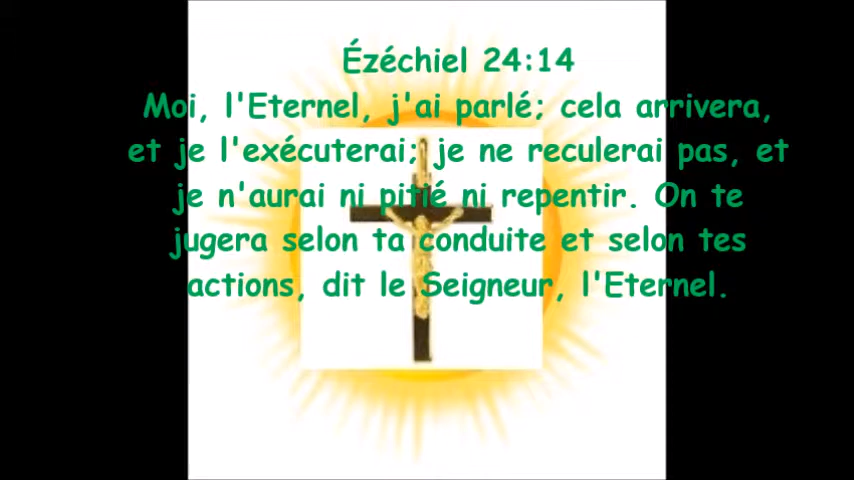 Ézéchiel 24:14
Moi, l'Eternel, j'ai parlé; cela arrivera,
et je l'exécuterai; je ne reculerai pas, et
je n'aurai ni pitié ni repentir. On te
jugera selon ta conduite et selon tes
actions, dit le Seigneur, l'Eternel.